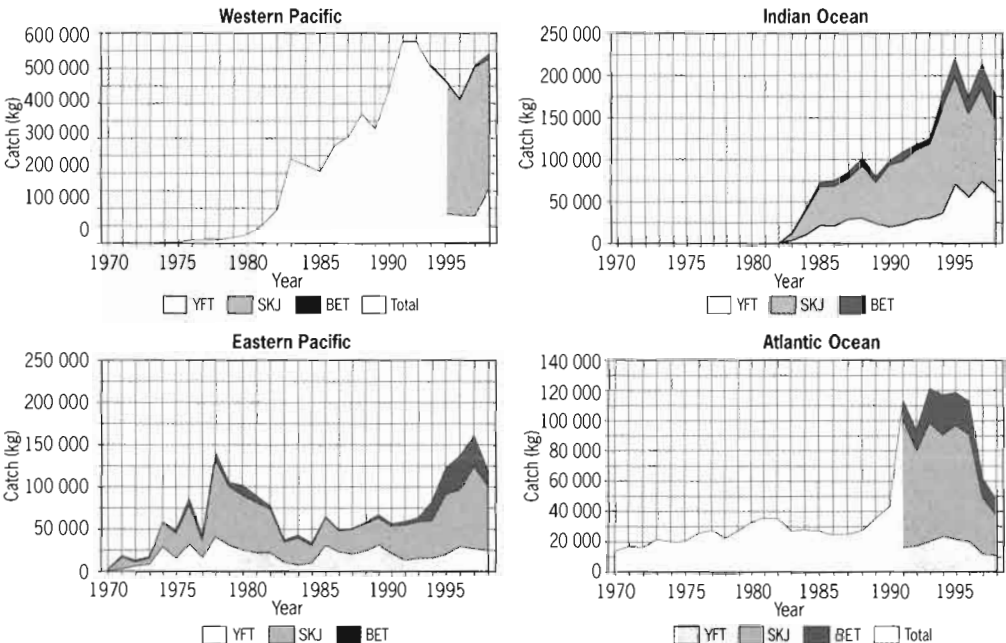 Western Pacific
600 000
500 000
400 000
300 000
200 000
100 000
0
Catch (kg)
1970 1975 1980 1985 1990 1995
Year
YFT SKJ BET Total
Indian Ocean
250 000
200 000
150 000
100 000
50 000
0
Catch (kg)
1970 1975 1980 1985 1990 1995
Year
YFT SKJ BET
Eastern Pacific
250 000
200 000
150 000
100 000
50 000
0
Catch (kg)
1970 1975 1980 1985 1990 1995
Year
YFT SKJ BET
Atlantic Ocean
140 000
120 000
100 000
80 000
60 000
40 000
20 000
0
Catch (kg)
1970 1975 1980 1985 1990 1995
Year
YFT SKJ BET Total